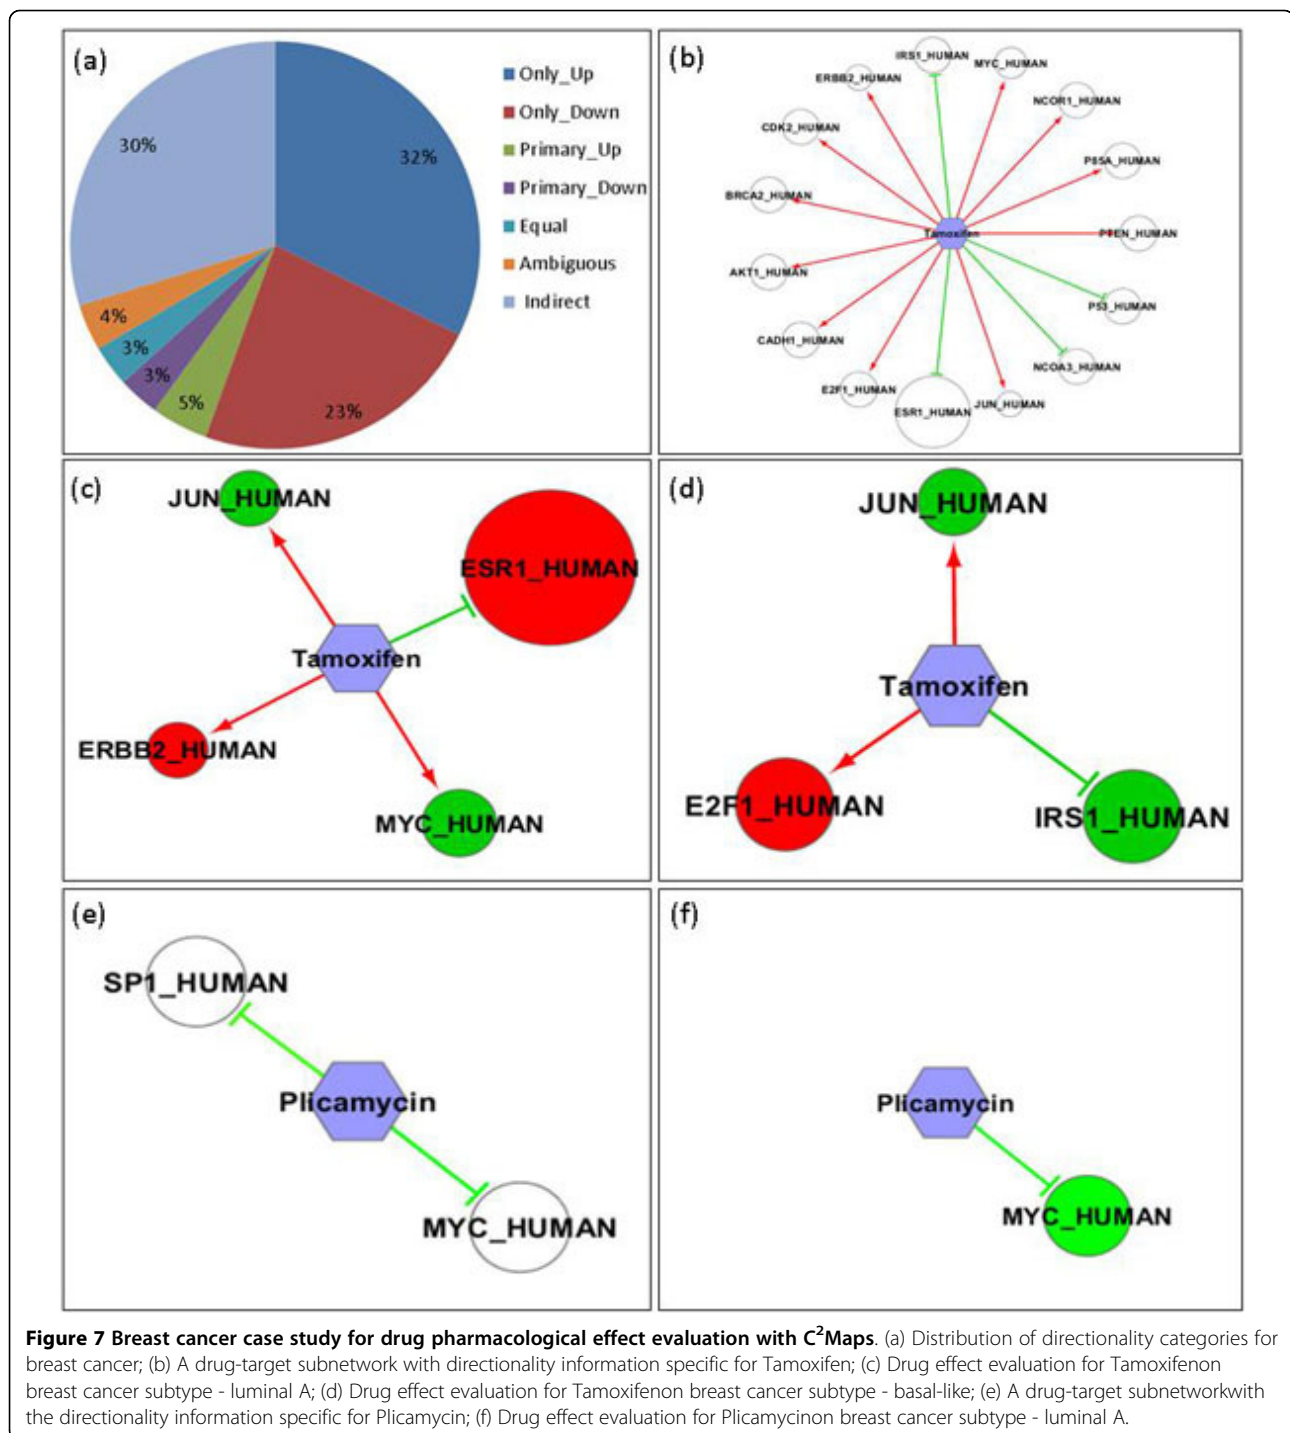 (a)
32%
23%
5%
3%
3%
4%
30%
Only_Up
Only_Down
Primary_Up
Primary_Down
Equal
Ambiguous
Indirect
(b)
IRS1_HUMAN
MYC_HUMAN
ERBB2_HUMAN
NCOR1_HUMAN
CDK2_HUMAN
P85A_HUMAN
BRCA2_HUMAN
Tamoxifen
PTEN_HUMAN
AKT1_HUMAN
P53_HUMAN
CADH1_HUMAN
NCOA3_HUMAN
E2F1_HUMAN
ESR1_HUMAN
JUN_HUMAN
(c)
JUN_HUMAN
ESR1_HUMAN
Tamoxifen
ERBB2_HUMAN
MYC_HUMAN
(d)
JUN_HUMAN
Tamoxifen
E2F1_HUMAN
IRS1_HUMAN
(e)
SP1_HUMAN
Plicamycin
MYC_HUMAN
(f)
Plicamycin
MYC_HUMAN
Figure 7 Breast cancer case study for drug pharmacological effect evaluation with C²Maps. (a) Distribution of directionality categories for
breast cancer; (b) A drug-target subnetwork with directionality information specific for Tamoxifen; (c) Drug effect evaluation for Tamoxifenon
breast cancer subtype - luminal A; (d) Drug effect evaluation for Tamoxifenon breast cancer subtype - basal-like; (e) A drug-target subnetworkwith
the directionality information specific for Plicamycin; (f) Drug effect evaluation for Plicamycinon breast cancer subtype - luminal A.